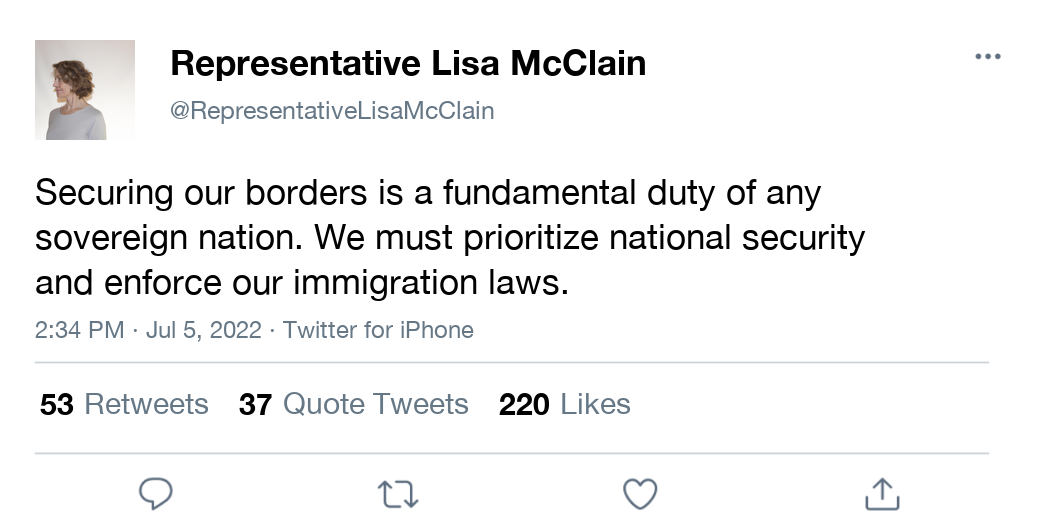 Representative Lisa McClain
@RepresentativeLisaMcClain
Securing our borders is a fundamental duty of any
sovereign nation. We must prioritize national security
and enforce our immigration laws.
2:34 PM · Jul 5, 2022 · Twitter for iPhone
53 Retweets 37 Quote Tweets 220 Likes